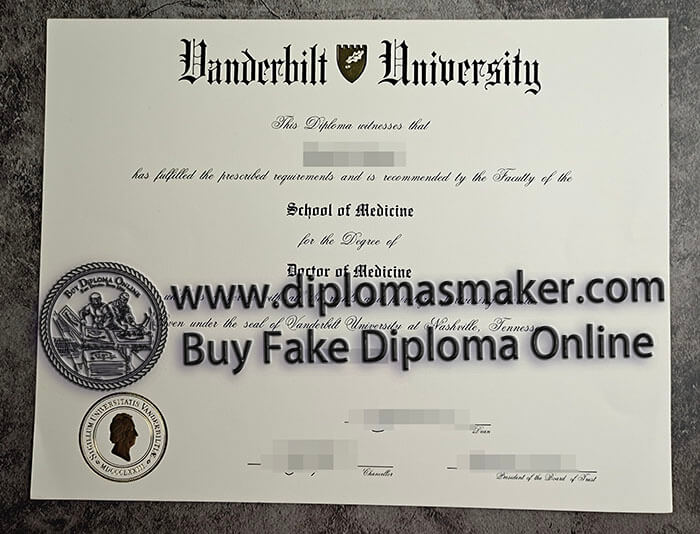 Vanderbilt University
This Diploma witnesses that
has fulfilled the prescribed requirements and is recommended by the Faculty of the
School of Medicine
for the Degree of
Doctor of Medicine
www.diplomasmaker.com
under the seal of Vanderbilt University at Nashville,
Buy Fake Diploma Online
BUY DIPLOMA ONLINE
SIGILLUM UNIVERSITATIS VANDERBILTIÆ
MDCCCLXXIII
Dean
Chancellor
President of the Board of Trust